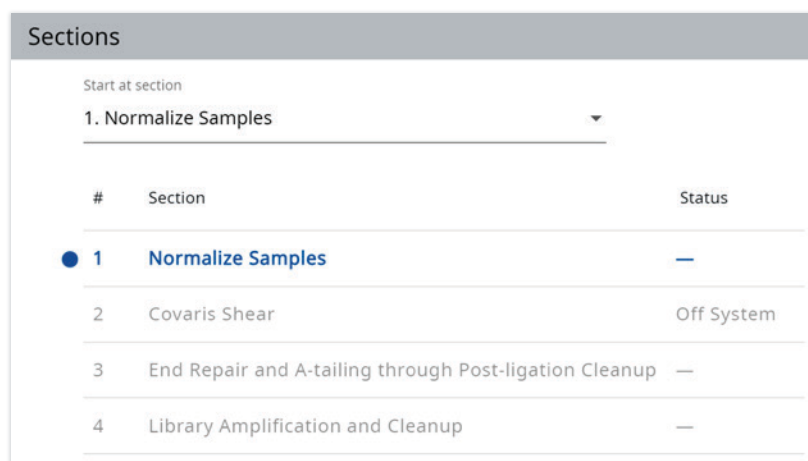 Sections
Start at section
1. Normalize Samples
# Section Status
1 Normalize Samples —
2 Covaris Shear Off System
3 End Repair and A-tailing through Post-ligation Cleanup —
4 Library Amplification and Cleanup —